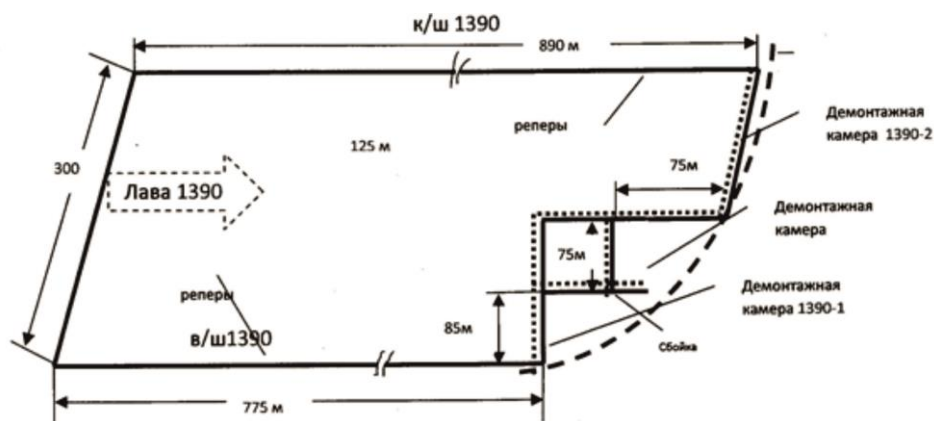 к/ш 1390
890 м
Демонтажная
камера 1390-2
реперы
125 м
75м
300
Лава 1390
Демонтажная
камера
75м
Демонтажная
камера 1390-1
реперы
85м
в/ш1390
Сбойка
775 м